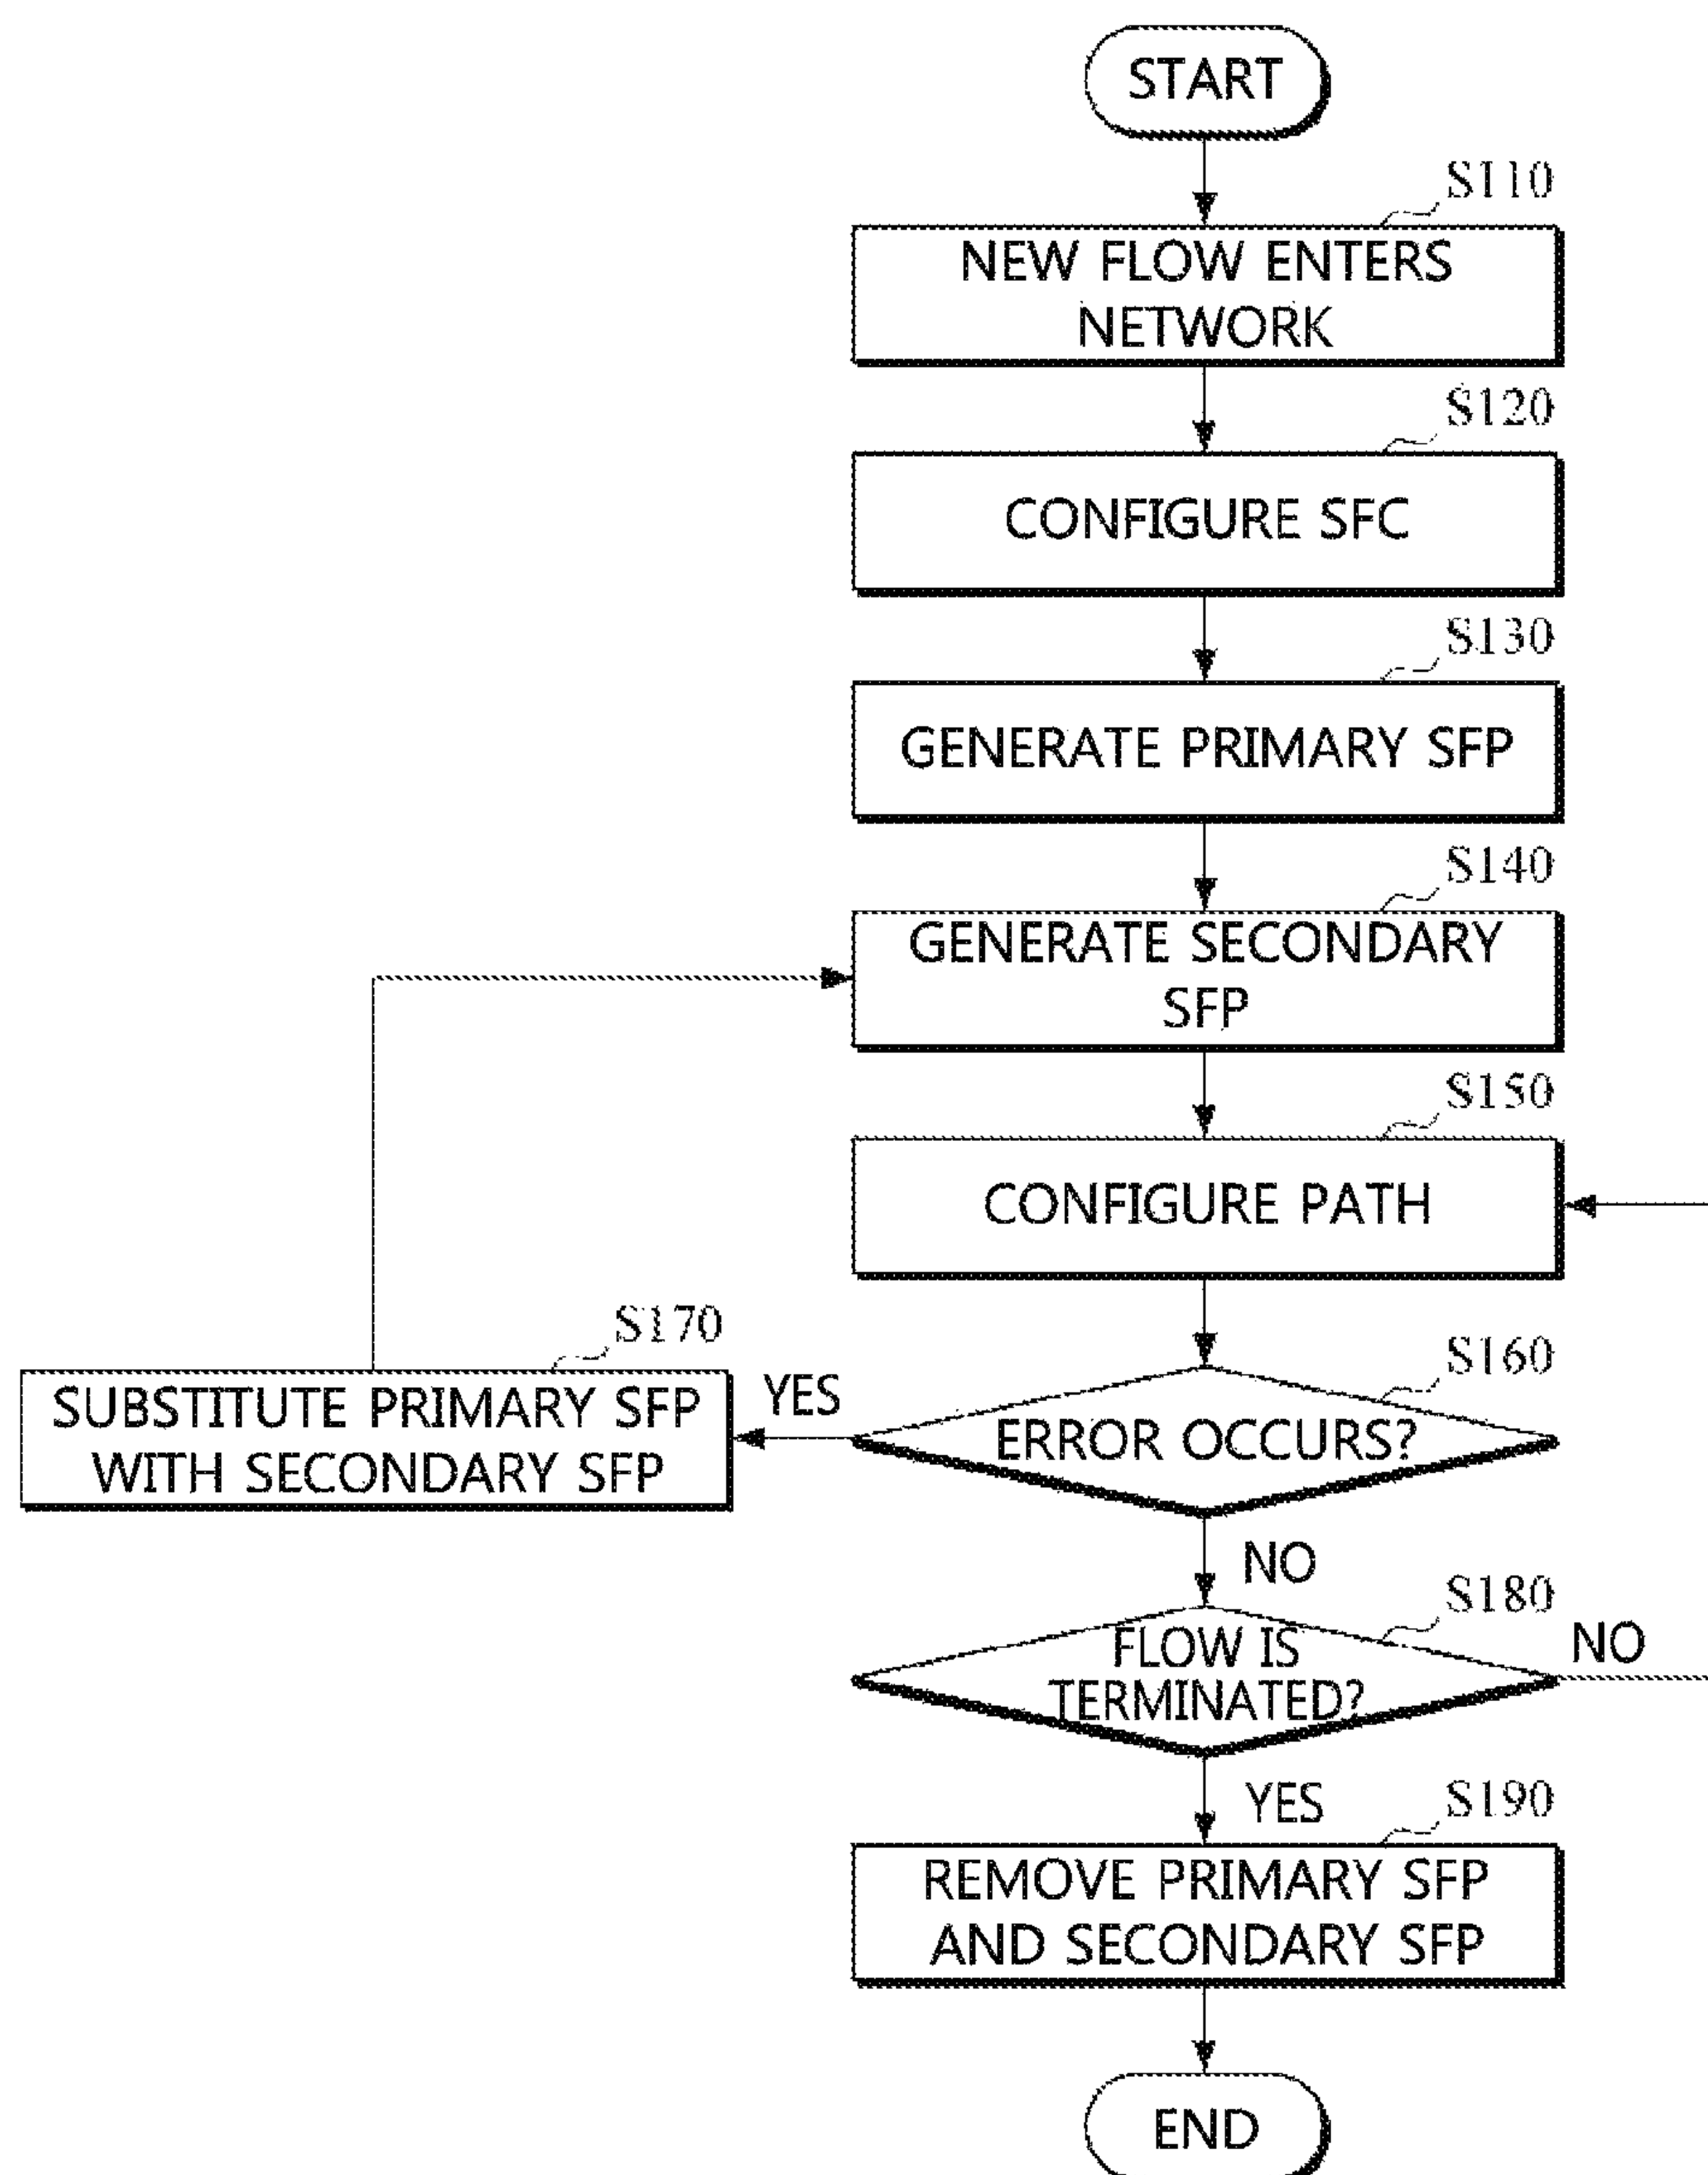 START
S110
NEW FLOW ENTERS
NETWORK
S120
CONFIGURE SFC
S130
GENERATE PRIMARY SFP
S140
GENERATE SECONDARY
SFP
S150
CONFIGURE PATH
S170
SUBSTITUTE PRIMARY SFP
WITH SECONDARY SFP
YES
S160
ERROR OCCURS?
NO
S180
FLOW IS
TERMINATED?
NO
YES
S190
REMOVE PRIMARY SFP
AND SECONDARY SFP
END